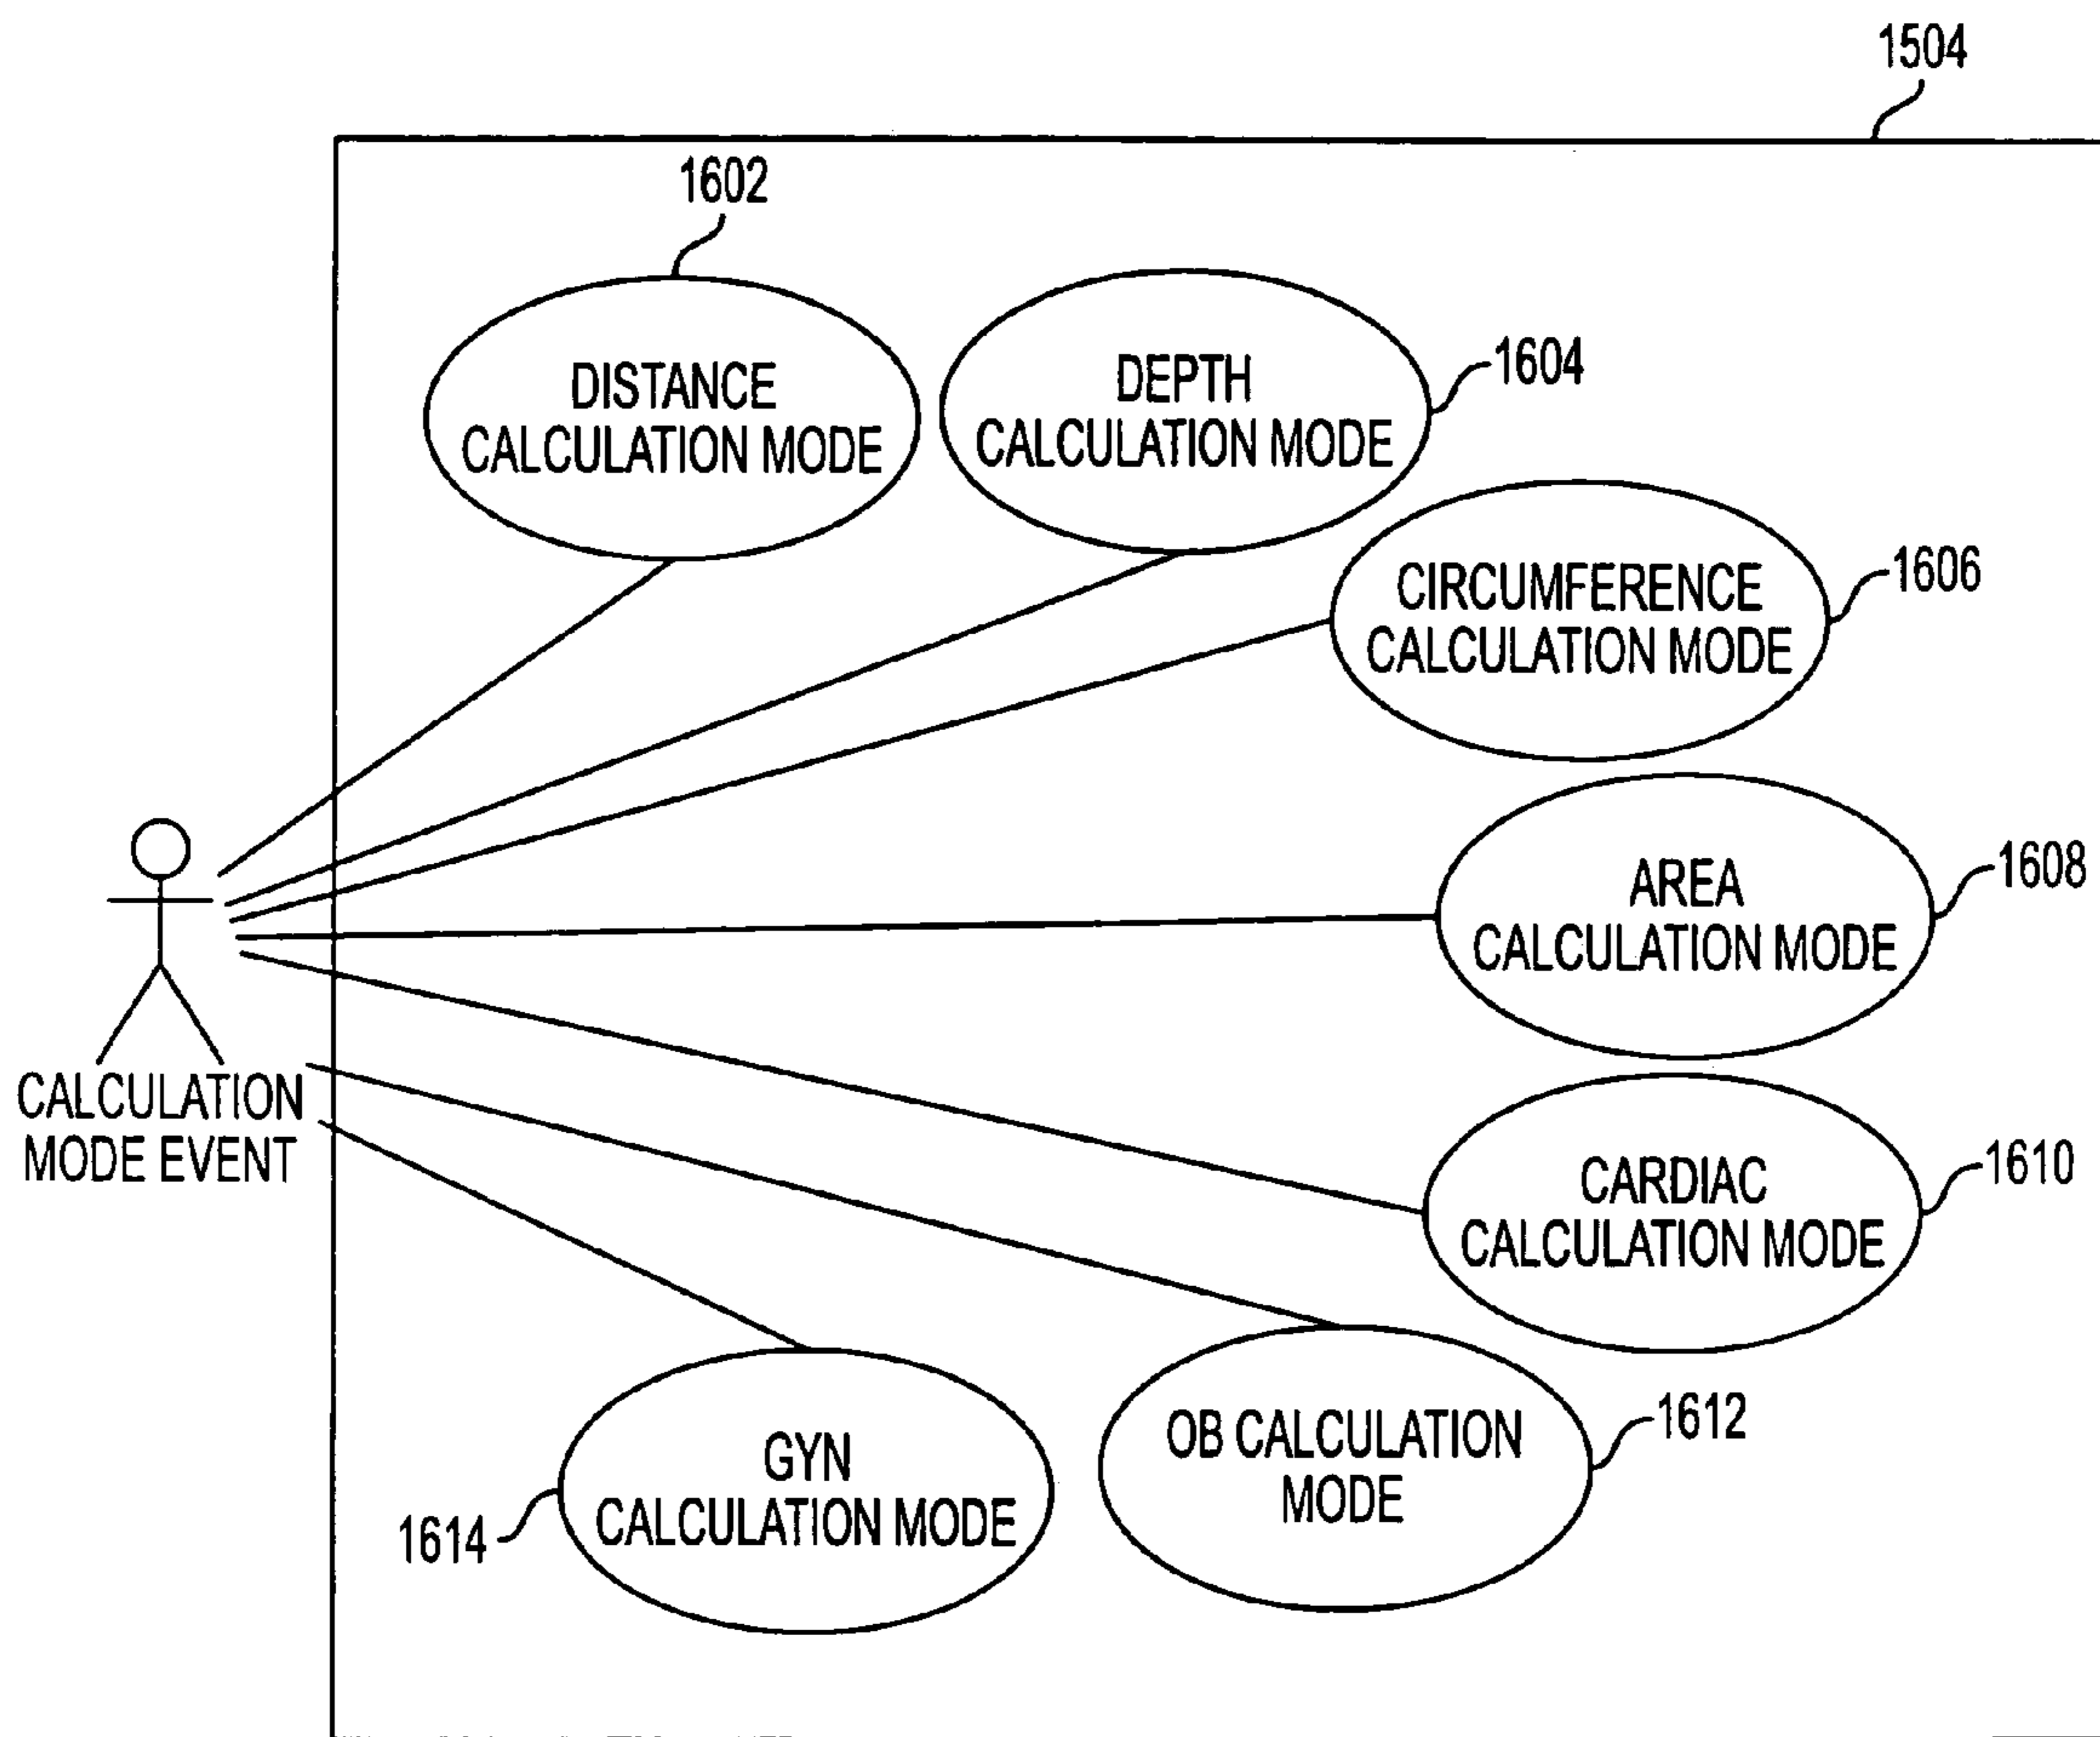 1504
1602
DISTANCE
CALCULATION MODE
DEPTH
CALCULATION MODE
1604
CIRCUMFERENCE
CALCULATION MODE
1606
AREA
CALCULATION MODE
1608
CALCULATION
MODE EVENT
CARDIAC
CALCULATION MODE
1610
OB CALCULATION
MODE
1612
GYN
CALCULATION MODE
1614